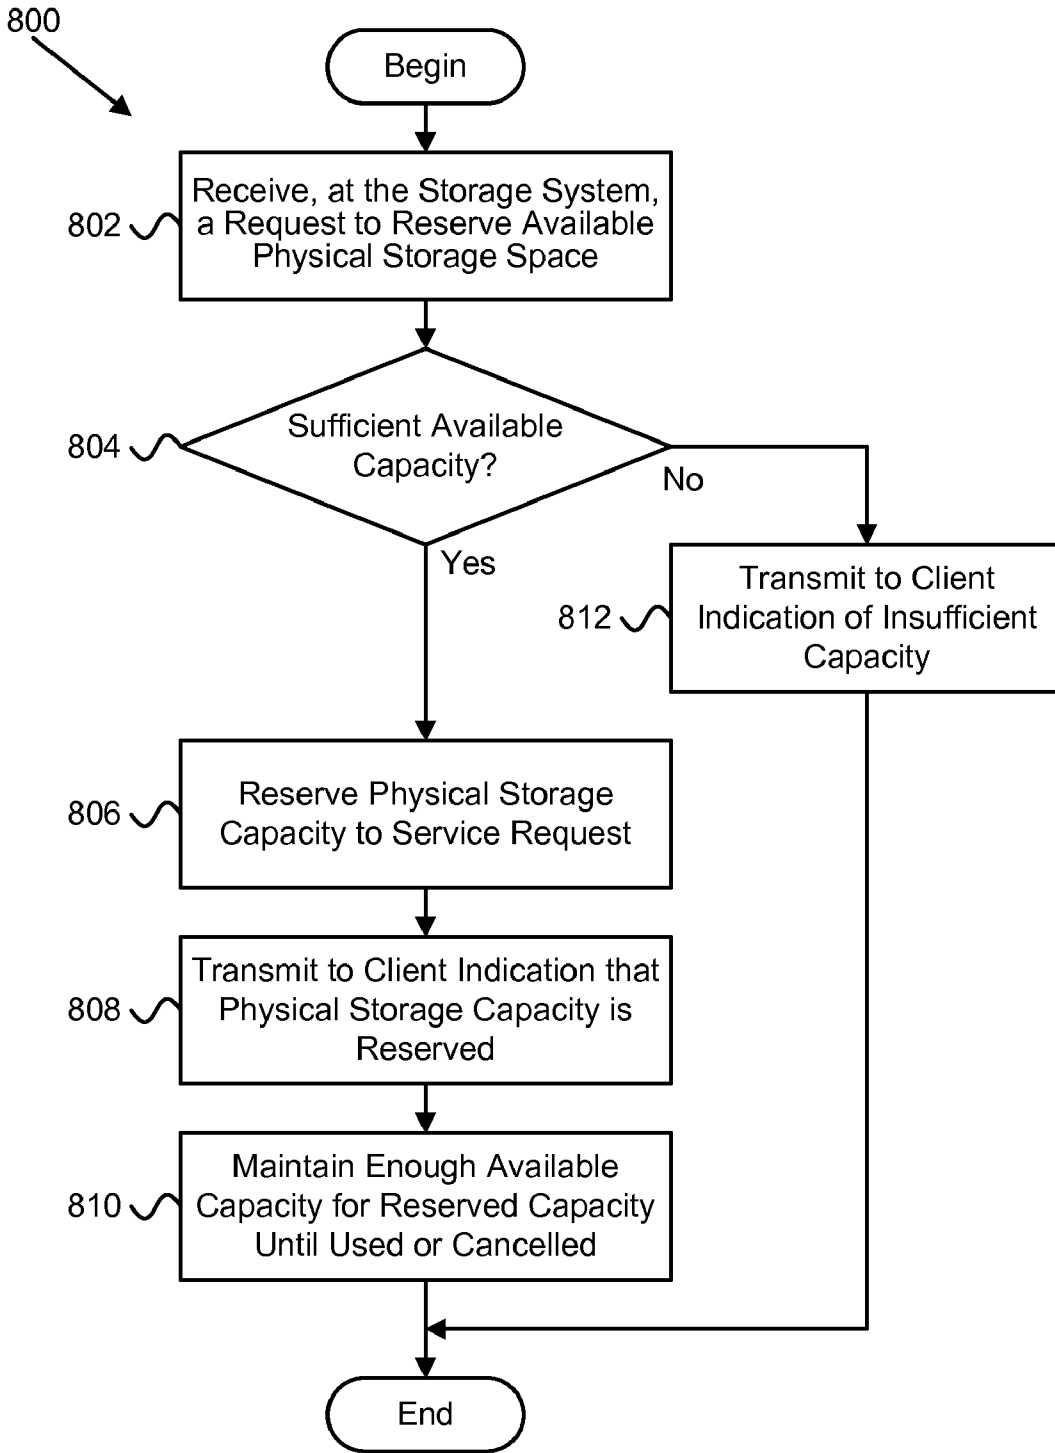 800
Begin
802
Receive, at the Storage System,
a Request to Reserve Available
Physical Storage Space
804
Sufficient Available
Capacity?
No
Yes
812
Transmit to Client
Indication of Insufficient
Capacity
806
Reserve Physical Storage
Capacity to Service Request
808
Transmit to Client Indication that
Physical Storage Capacity is
Reserved
810
Maintain Enough Available
Capacity for Reserved Capacity
Until Used or Cancelled
End